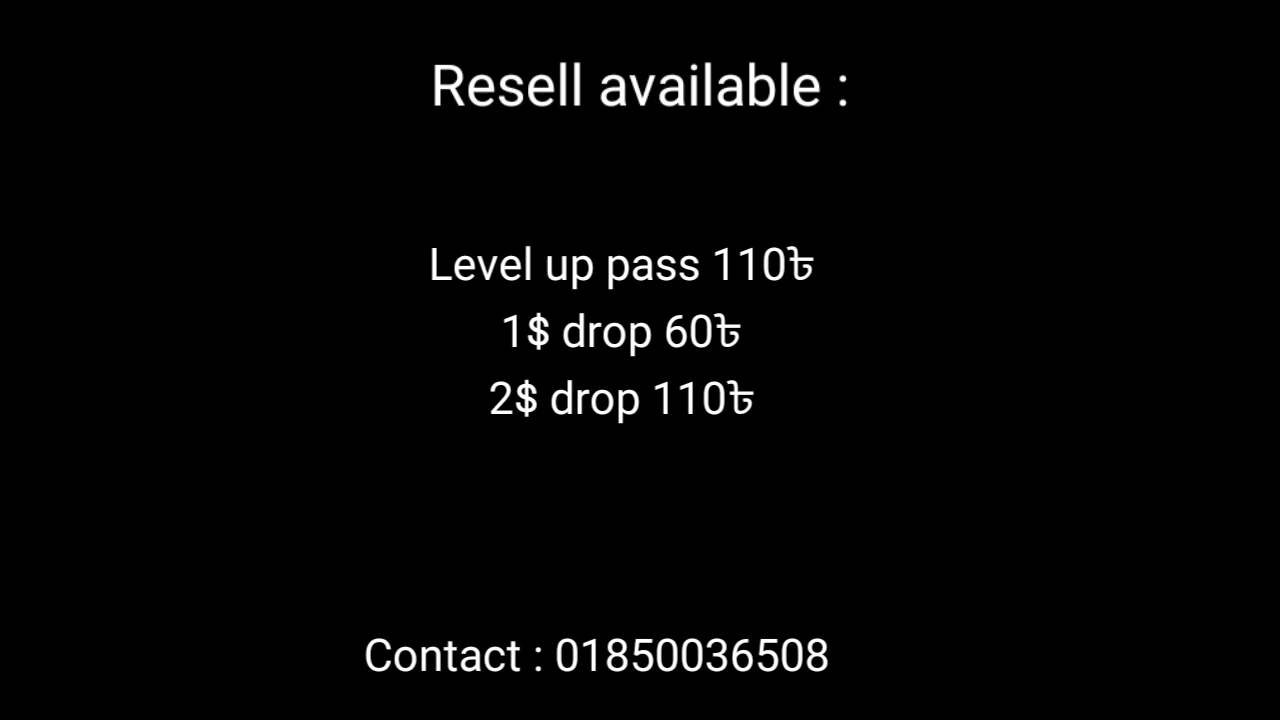 Resell available :
Level up pass 110৳
1$ drop 60৳
2$ drop 110৳
Contact : 01850036508